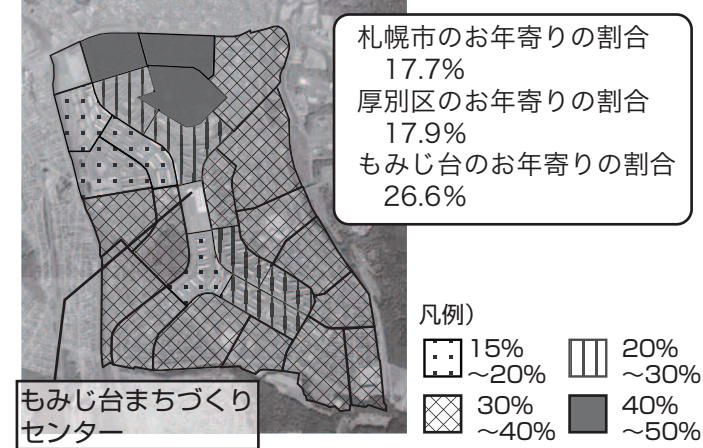 札幌市のお年寄りの割合
17.7%
厚別区のお年寄りの割合
17.9%
もみじ台のお年寄りの割合
26.6%
凡例）
15%
～20%
20%
～30%
30%
～40%
40%
～50%
もみじ台まちづくり
センター